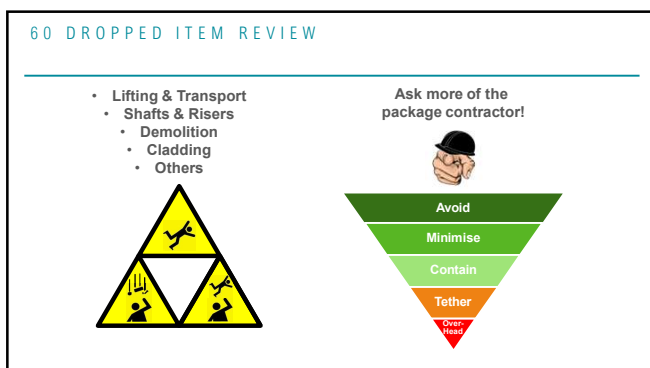 60 DROPPED ITEM REVIEW
• Lifting & Transport
• Shafts & Risers
• Demolition
• Cladding
• Others
Ask more of the
package contractor!
Avoid
Minimise
Contain
Tether
Over-
Head